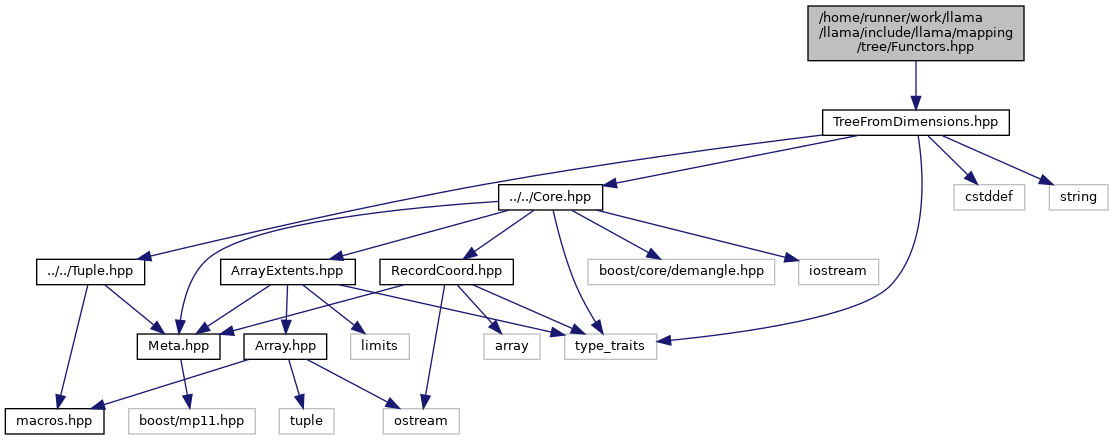 /home/runner/work/llama
/llama/include/llama/mapping
/tree/Functors.hpp
TreeFromDimensions.hpp
../../Core.hpp
cstddef
string
../../Tuple.hpp
ArrayExtents.hpp
RecordCoord.hpp
boost/core/demangle.hpp
iostream
Meta.hpp
Array.hpp
limits
array
type_traits
macros.hpp
boost/mp11.hpp
tuple
ostream